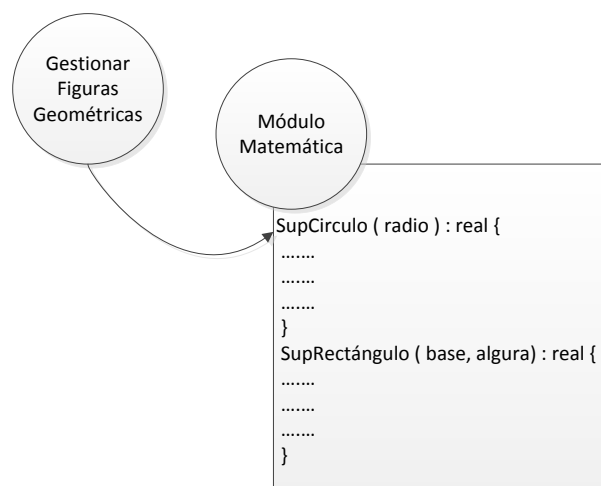 Gestionar
Figuras
Geométricas
Módulo
Matemática
SupCirculo ( radio ) : real {
.......
.......
.......
}
SupRectángulo ( base, algura) : real {
.......
.......
.......
}